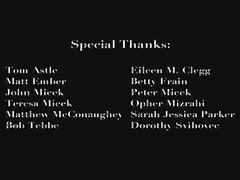 Special Thanks:
Tom Astle
Matt Ember
John Micek
Teresa Micek
Matthew McConaughey
Bob Tebbe
Eileen M. Clegg
Betty Frain
Peter Micek
Opher Mizrahi
Sarah Jessica Parker
Dorothy Svihovec